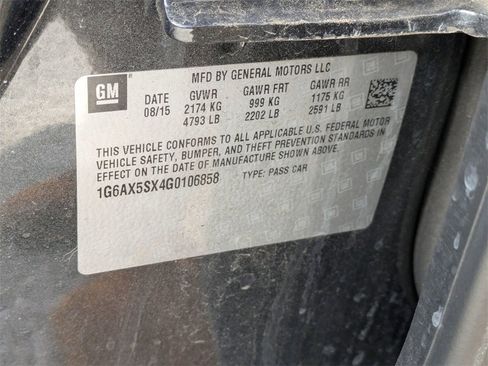 GM
MFD BY GENERAL MOTORS LLC
DATE GVWR GAWR FRT GAWR RR
08/15 2174 KG 999 KG 1175 KG
4793 LB 2202 LB 2591 LB
THIS VEHICLE CONFORMS TO ALL APPLICABLE U.S. FEDERAL MOTOR
VEHICLE SAFETY, BUMPER, AND THEFT PREVENTION STANDARDS IN
EFFECT ON THE DATE OF MANUFACTURE SHOWN ABOVE.
1G6AX5SX4G0106858 TYPE: PASS CAR